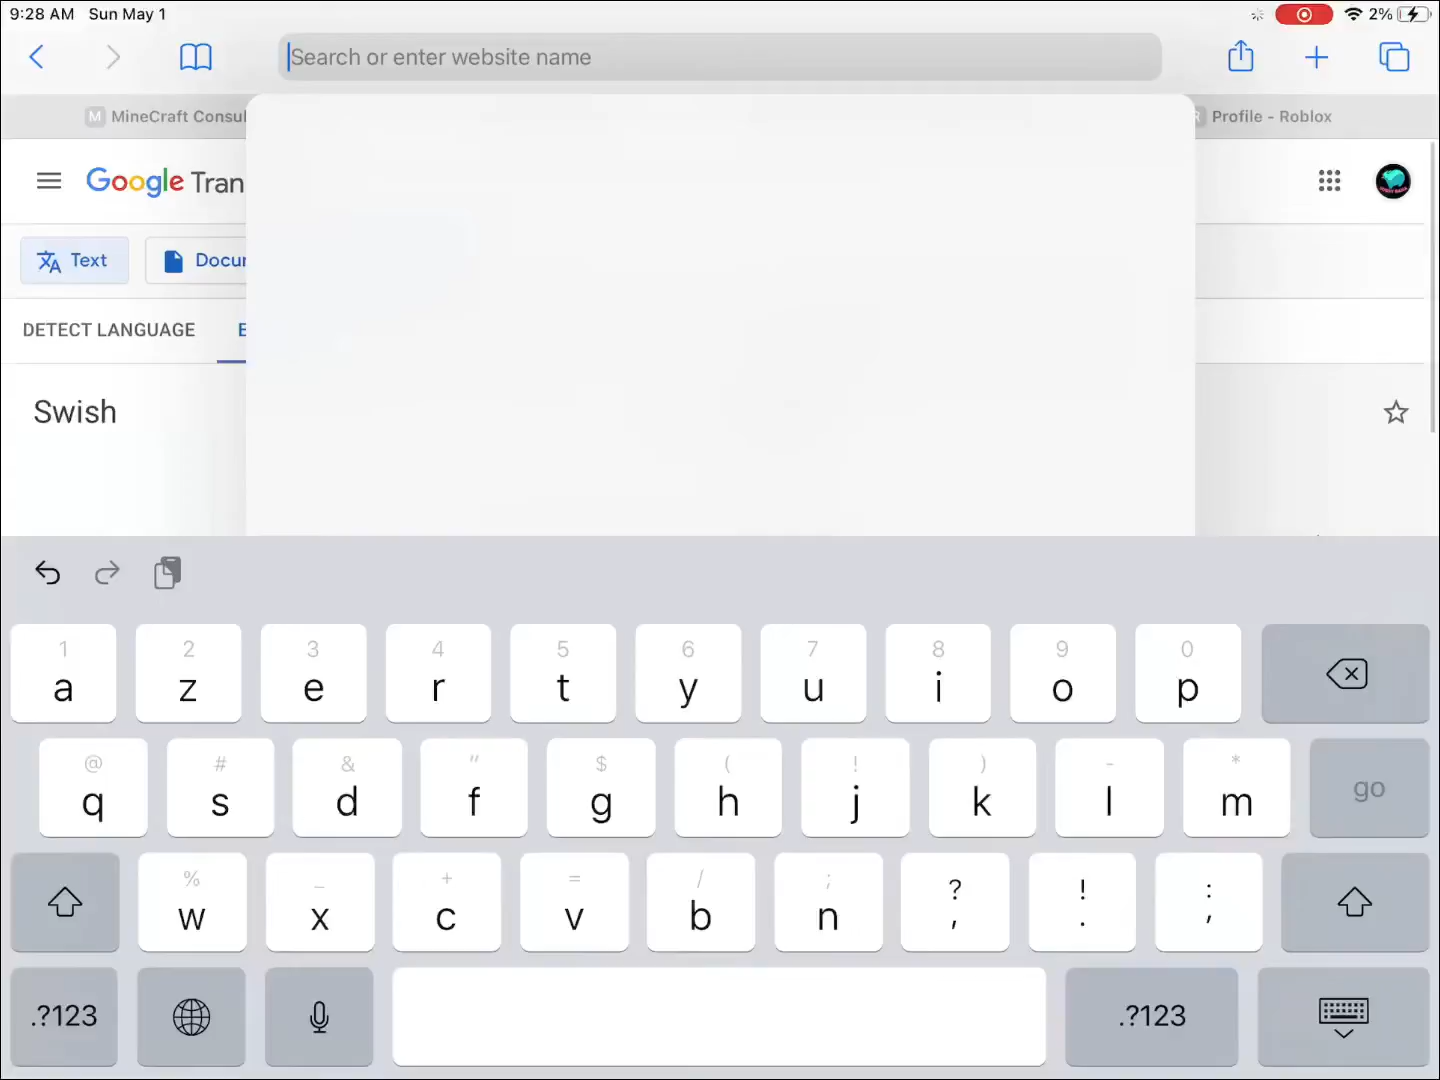 9:28 AM Sun May 1
2%
Search or enter website name
M MineCraft Consul
Profile - Roblox
Google Tran
Text
Docur
DETECT LANGUAGE
E
Swish
1 2 3 4 5 6 7 8 9 0
a z e r t y u i o p
@ # & " $ ( ! ) - *
q s d f g h j k l m go
% _ + = / ; ? ! :
w x c v b n , . '
.?123 .?123